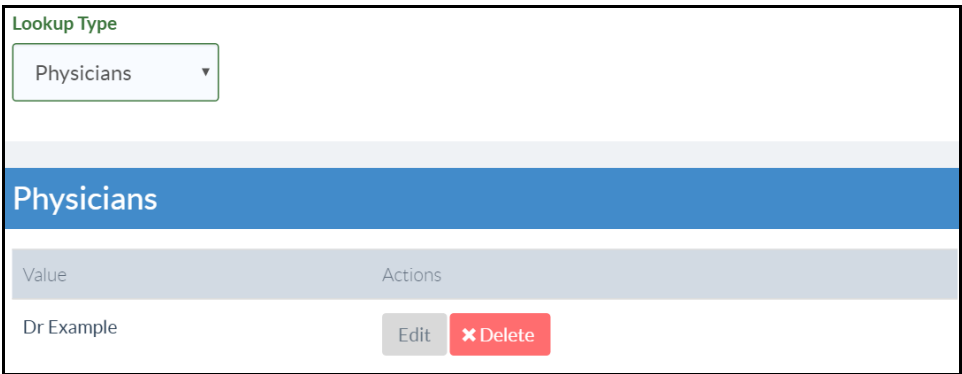 Lookup Type
Physicians
Physicians
Value Actions
Dr Example Edit Delete